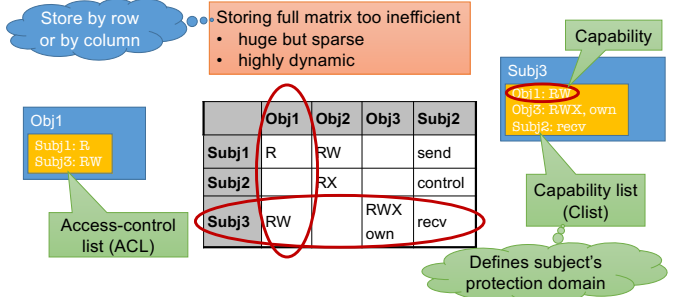 Store by row
or by column
Storing full matrix too inefficient
• huge but sparse
• highly dynamic
Capability
Subj3
Obj1: RW
Obj3: RWX, own
Subj2: recv
Obj1
Subj1: R
Subj3: RW
Obj1 Obj2 Obj3 Subj2
Subj1 R RW send
Subj2 RX control
Subj3 RW RWX own recv
Access-control
list (ACL)
Capability list
(Clist)
Defines subject's
protection domain